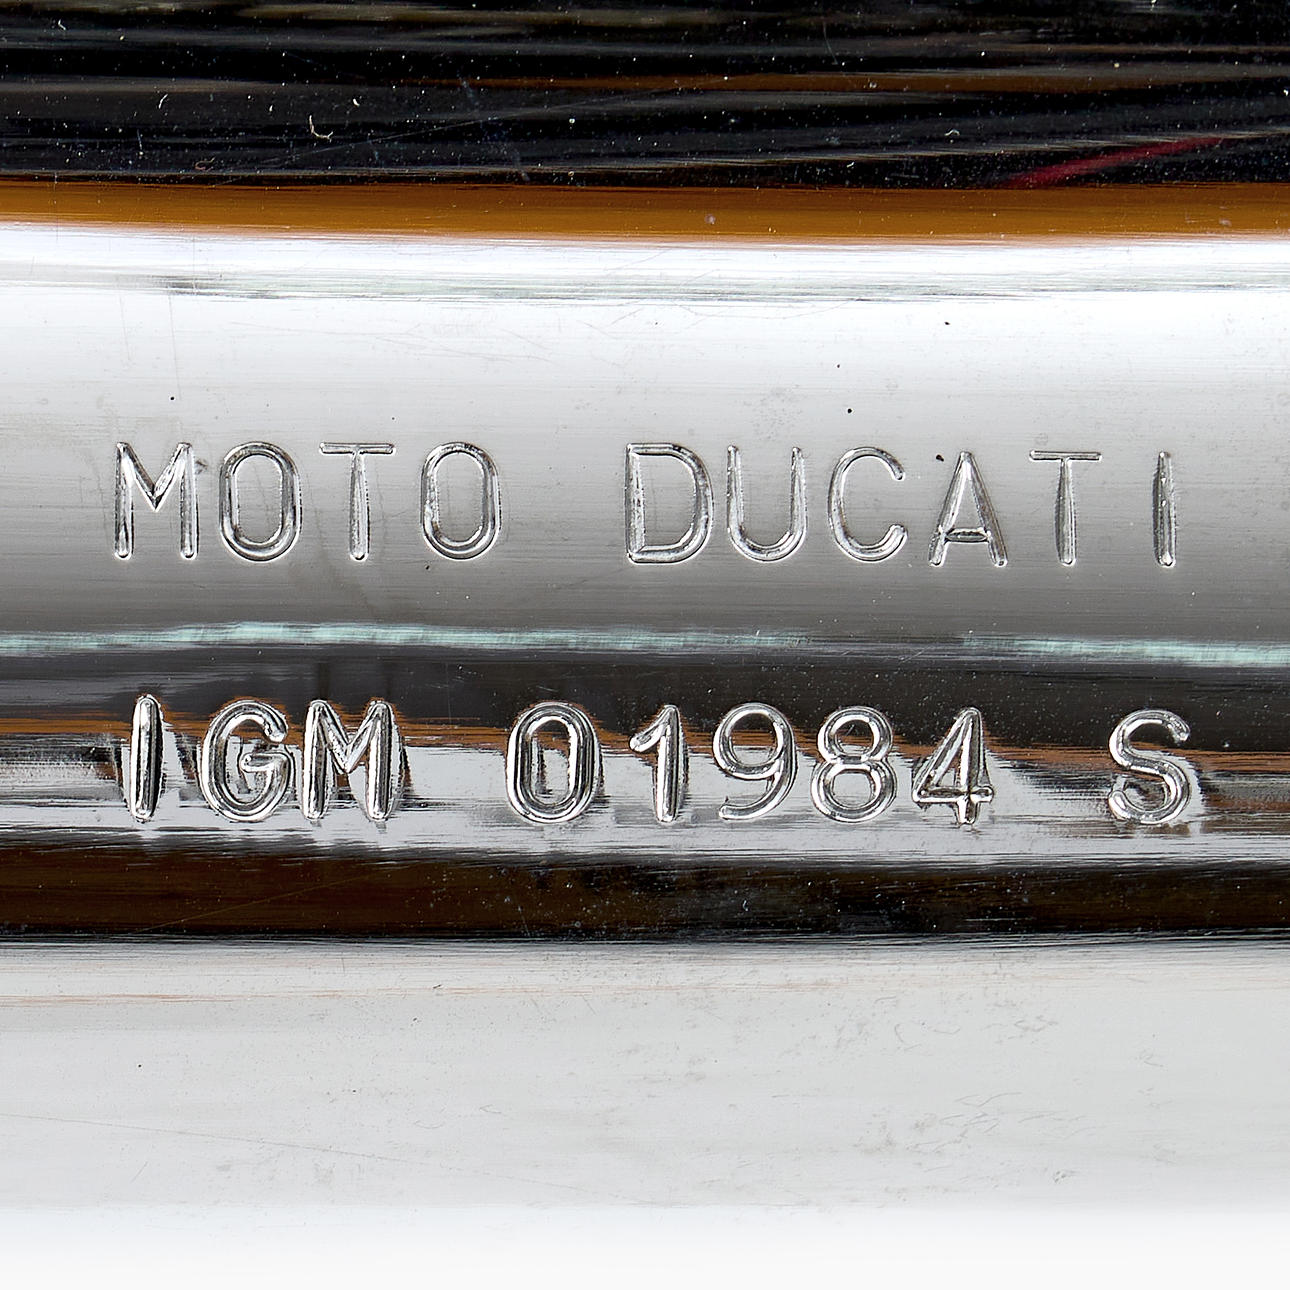 MOTO DUCATI
IGM 01984 S